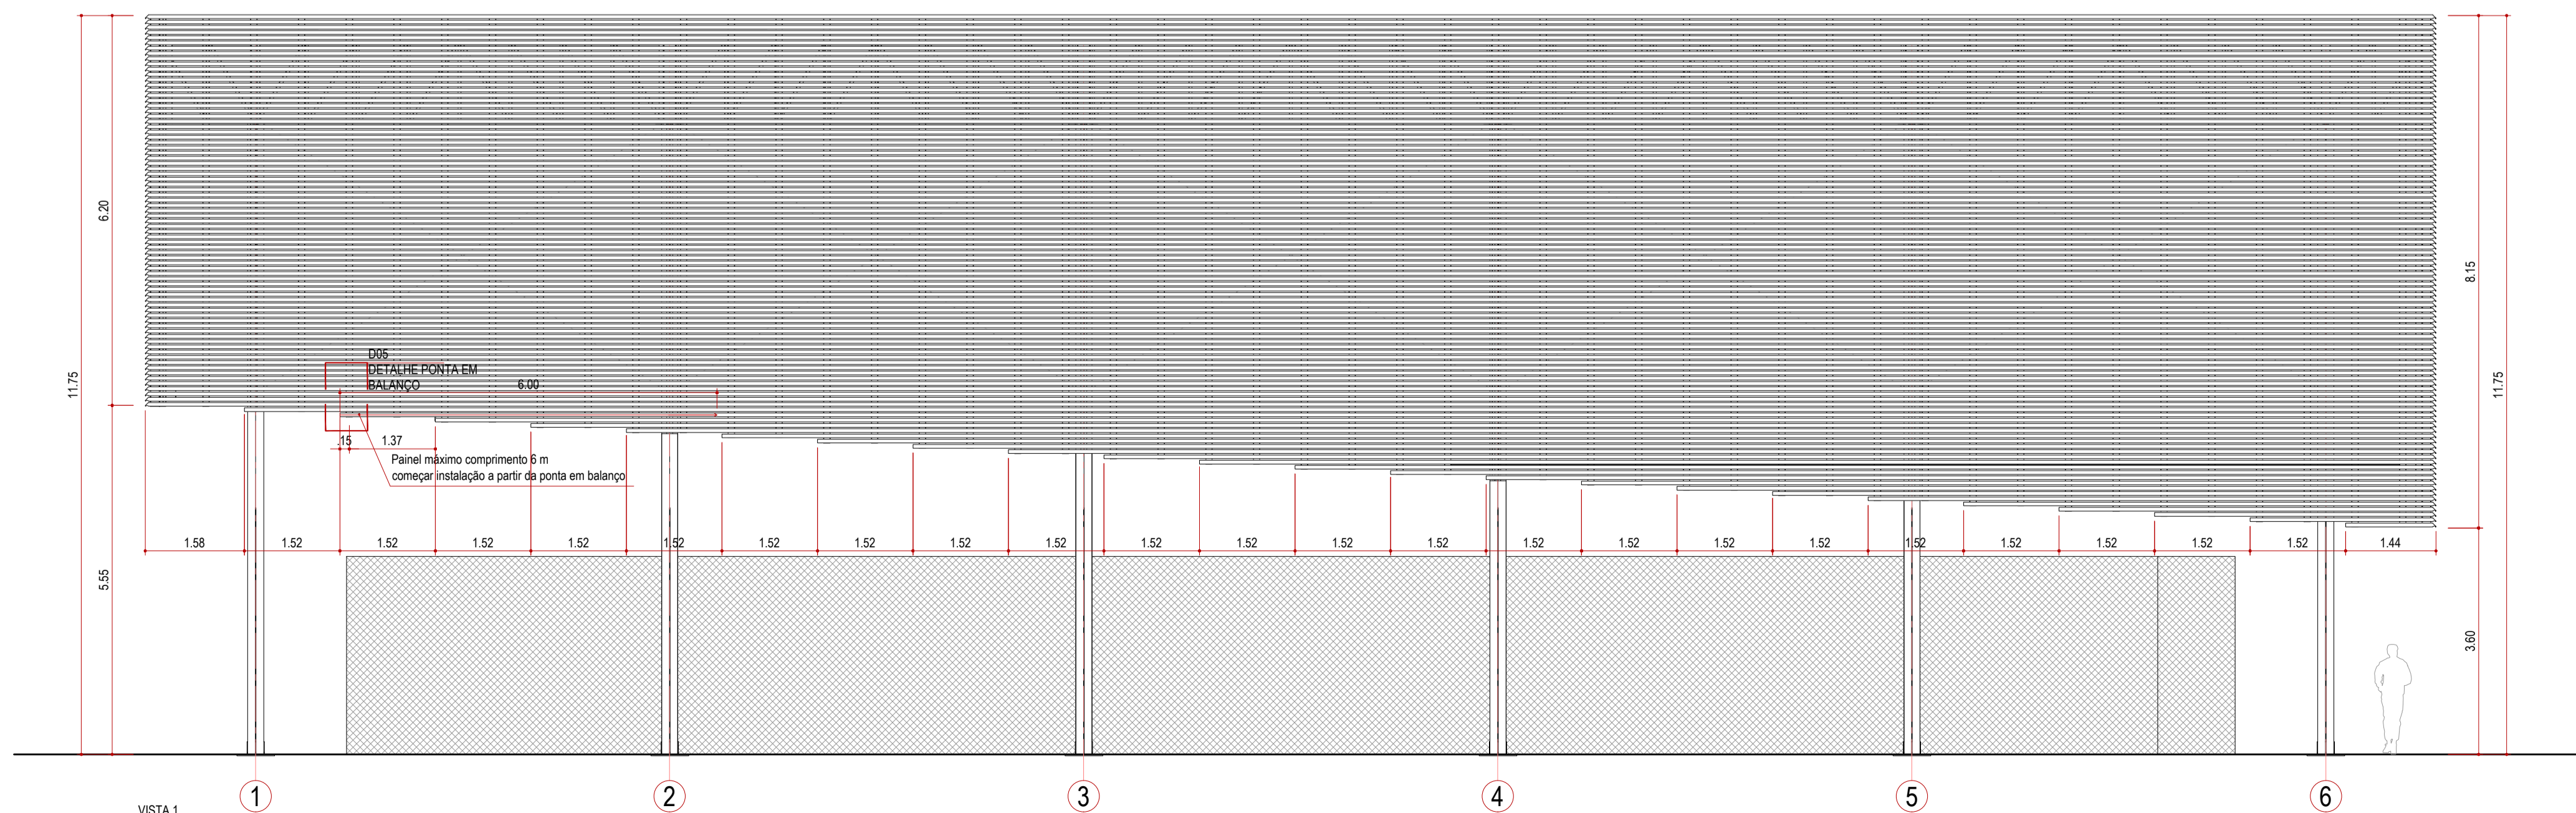 6.20
8.15
11.75
11.75
D05
DETALHE PONTA EM
BALANÇO
6.00
.15 1.37
Painel máximo comprimento 6 m
começar instalação a partir da ponta em balanço
1.58 1.52 1.52 1.52 1.52 1.52 1.52 1.52 1.52 1.52 1.52 1.52 1.52 1.52 1.52 1.52 1.52 1.52 1.52 1.52 1.52 1.52 1.52 1.44
5.55
3.60
1 2 3 4 5 6
VISTA 1